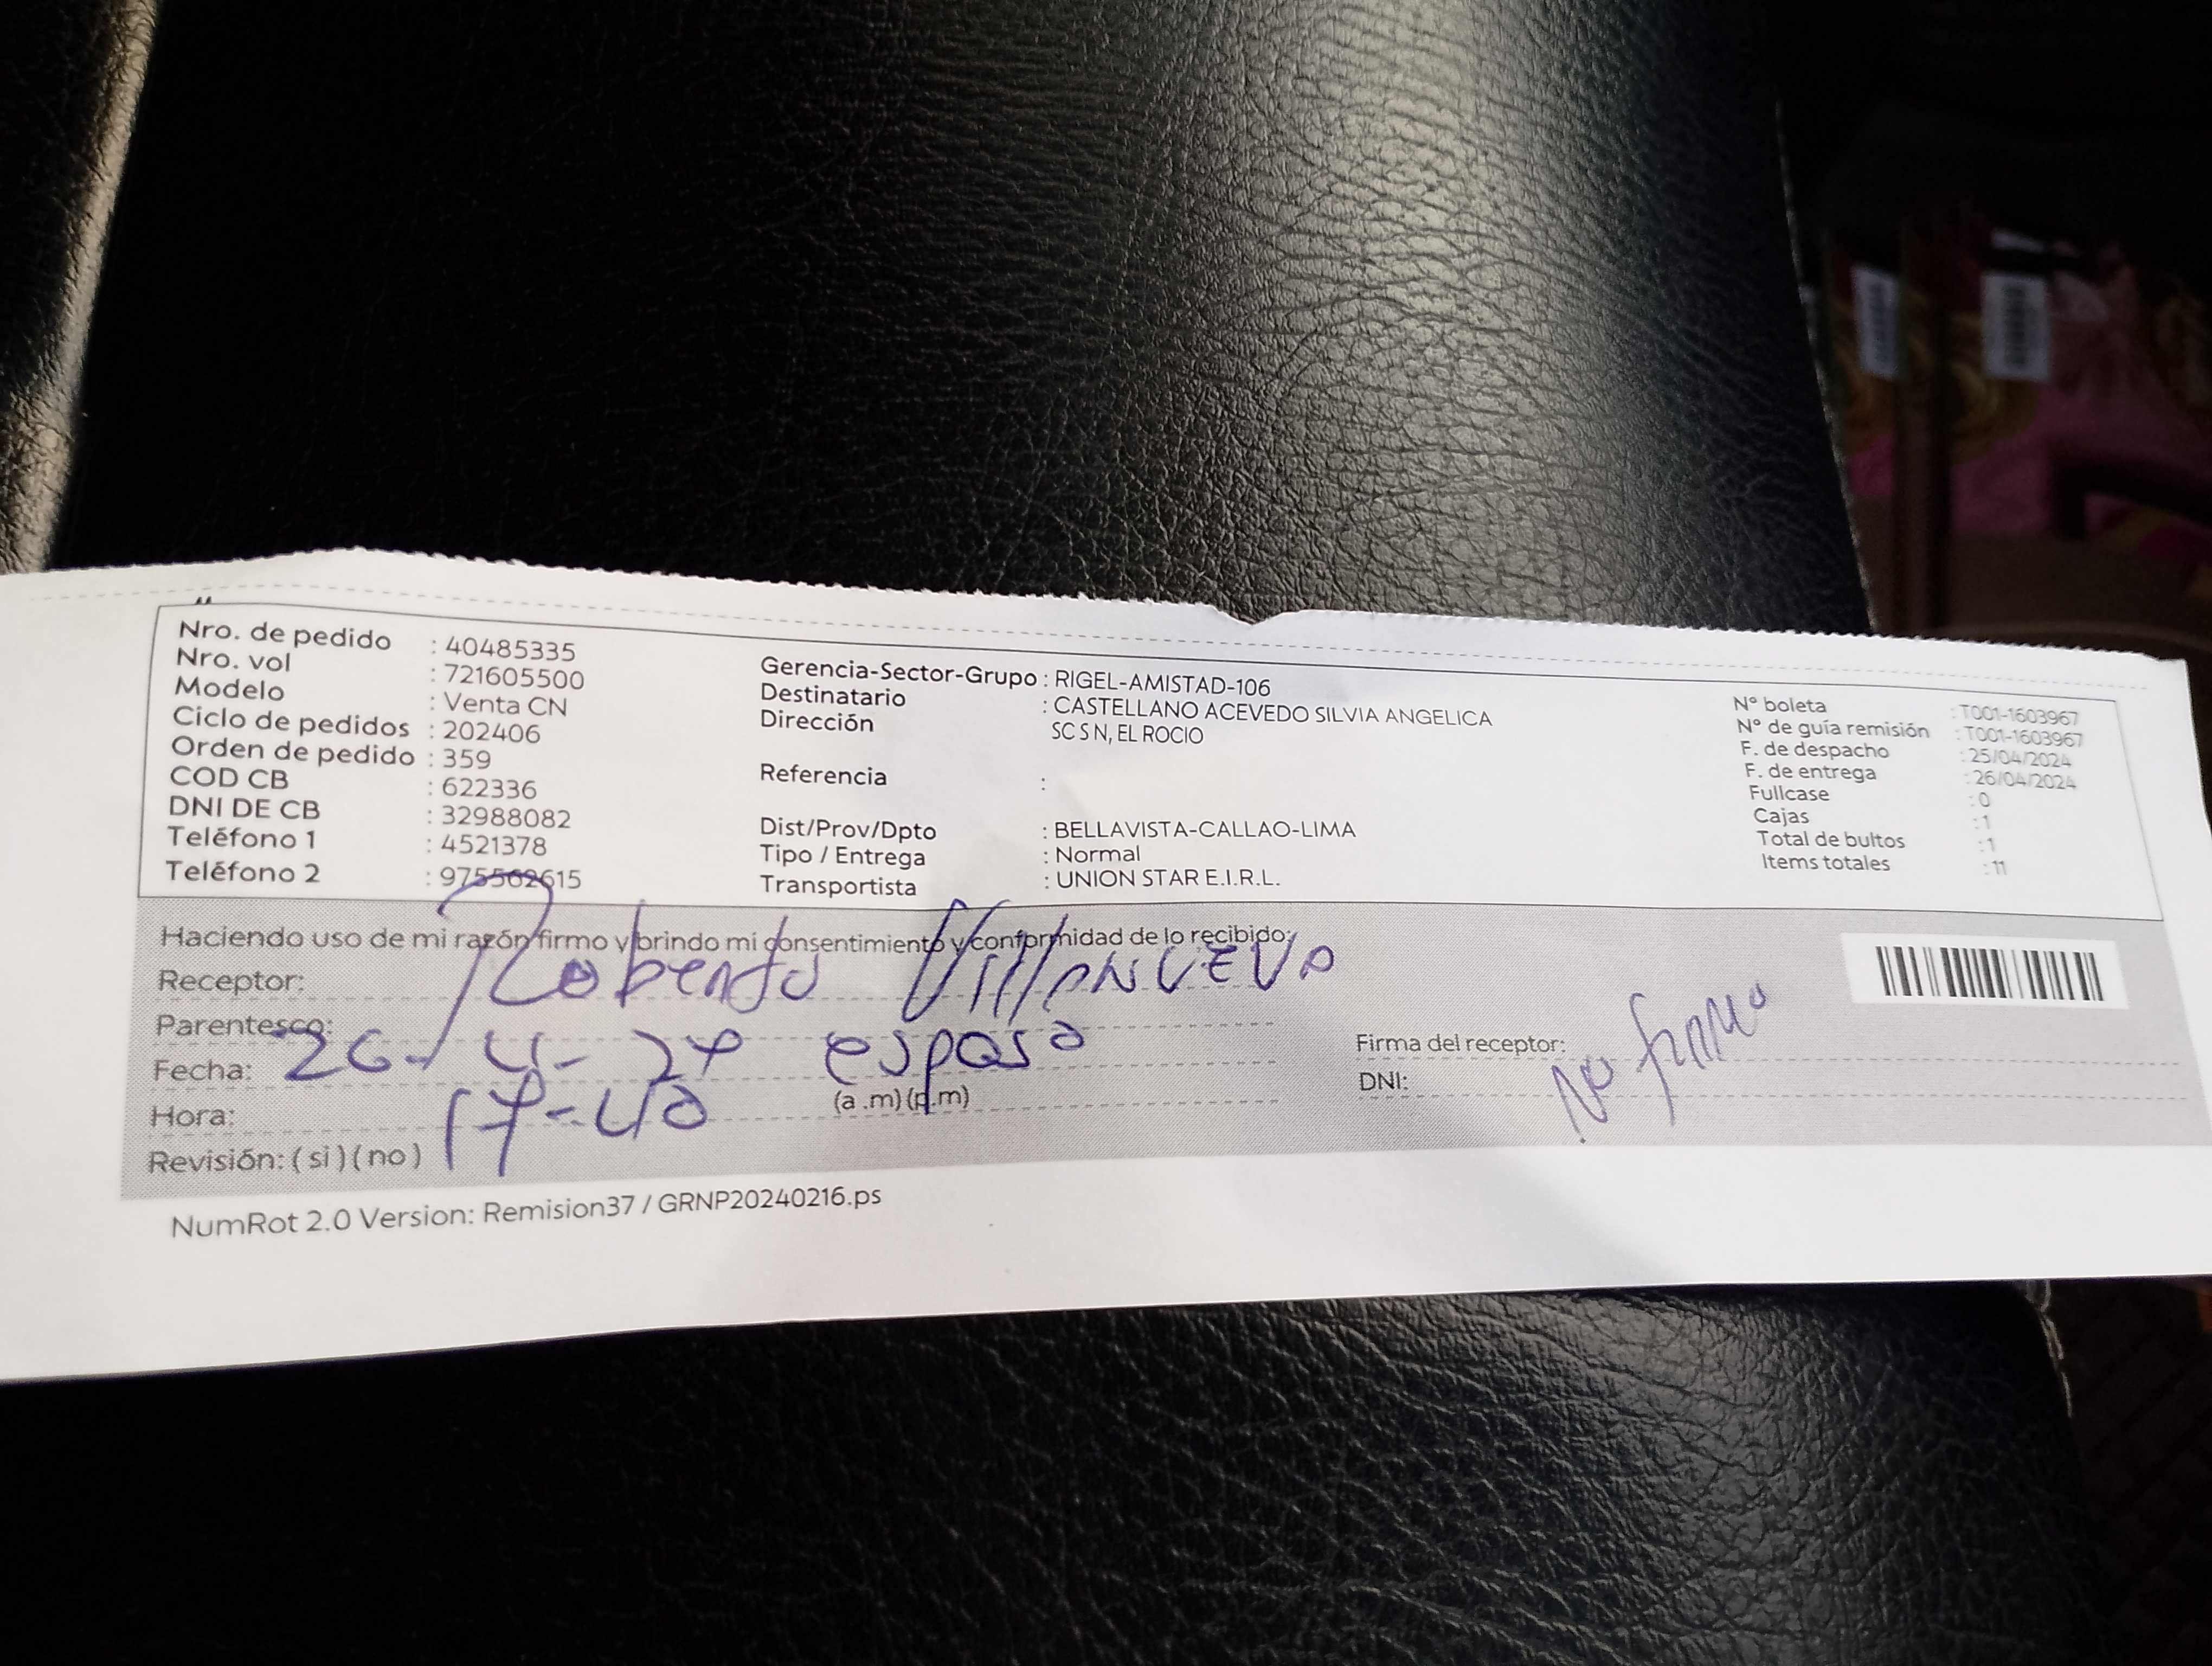 Nro. de pedido : 40485335
Nro. vol : 721605500
Modelo : Venta CN
Ciclo de pedidos : 202406
Orden de pedido : 359
COD CB : 622336
DNI DE CB : 32988082
Teléfono 1 : 4521378
Teléfono 2 : 975502615
Gerencia-Sector-Grupo : RIGEL-AMISTAD-106
Destinatario : CASTELLANO ACEVEDO SILVIA ANGELICA
Dirección SC S N, EL ROCIO
Referencia :
Dist/Prov/Dpto : BELLAVISTA-CALLAO-LIMA
Tipo / Entrega : Normal
Transportista : UNION STAR E.I.R.L.
N° boleta : T001-1603967
N° de guía remisión : T001-1603967
F. de despacho : 25/04/2024
F. de entrega : 26/04/2024
Fullcase : 0
Cajas : 1
Total de bultos : 1
Items totales : 11
Haciendo uso de mi razón firmo y brindo mi consentimiento y conformidad de lo recibido:
Receptor: Roberto Villanueva
Parentesco: esposo
Fecha: 26-4-24
Hora: 17-40 (a.m) (p.m)
Revisión: ( si ) ( no )
Firma del receptor: No firmo
DNI:
NumRot 2.0 Version: Remision37 / GRNP20240216.ps